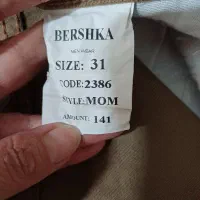 BERSHKA
SIZE: 31
CODE:2386
STYLE:MOM
AMOUNT: 141